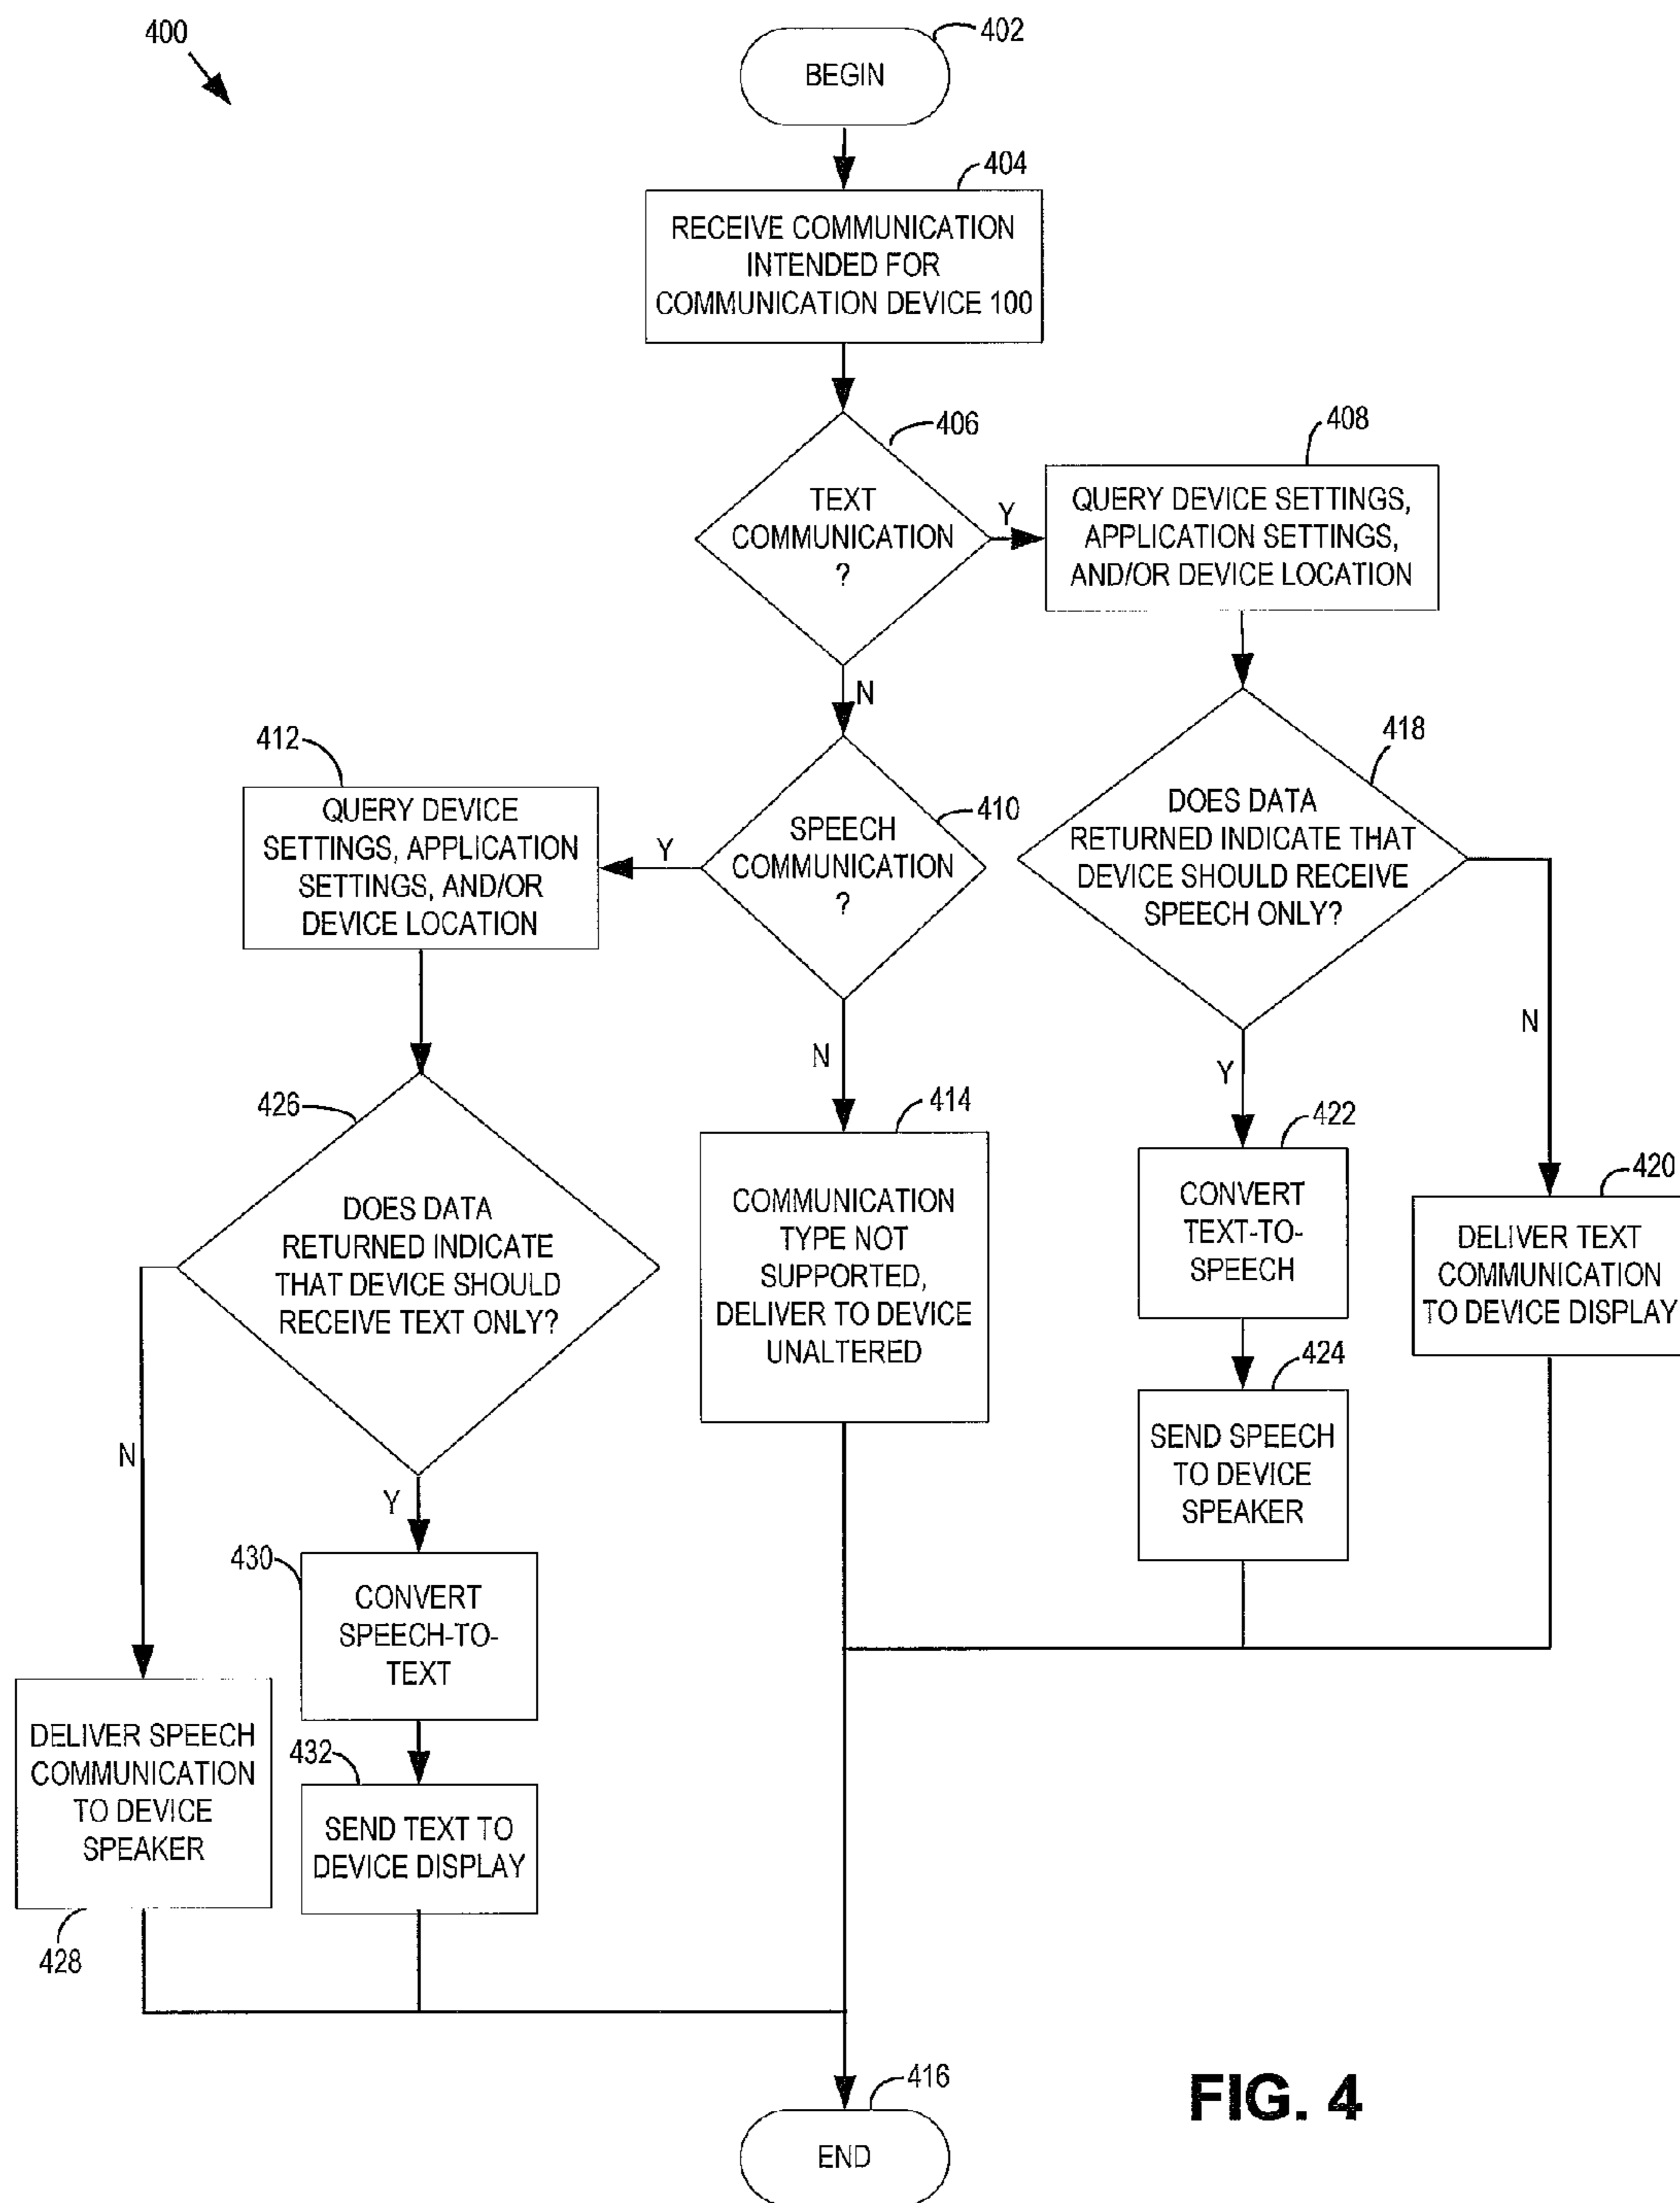 400
402
BEGIN
404
RECEIVE COMMUNICATION
INTENDED FOR
COMMUNICATION DEVICE 100
406
TEXT
COMMUNICATION
?
Y
N
408
QUERY DEVICE SETTINGS,
APPLICATION SETTINGS,
AND/OR DEVICE LOCATION
410
SPEECH
COMMUNICATION
?
Y
N
412
QUERY DEVICE
SETTINGS, APPLICATION
SETTINGS, AND/OR
DEVICE LOCATION
418
DOES DATA
RETURNED INDICATE THAT
DEVICE SHOULD RECEIVE
SPEECH ONLY?
Y
N
414
COMMUNICATION
TYPE NOT
SUPPORTED,
DELIVER TO DEVICE
UNALTERED
422
CONVERT
TEXT-TO-
SPEECH
420
DELIVER TEXT
COMMUNICATION
TO DEVICE DISPLAY
424
SEND SPEECH
TO DEVICE
SPEAKER
426
DOES DATA
RETURNED INDICATE
THAT DEVICE SHOULD
RECEIVE TEXT ONLY?
N
Y
430
CONVERT
SPEECH-TO-
TEXT
DELIVER SPEECH
COMMUNICATION
TO DEVICE
SPEAKER
428
432
SEND TEXT TO
DEVICE DISPLAY
416
END
FIG. 4